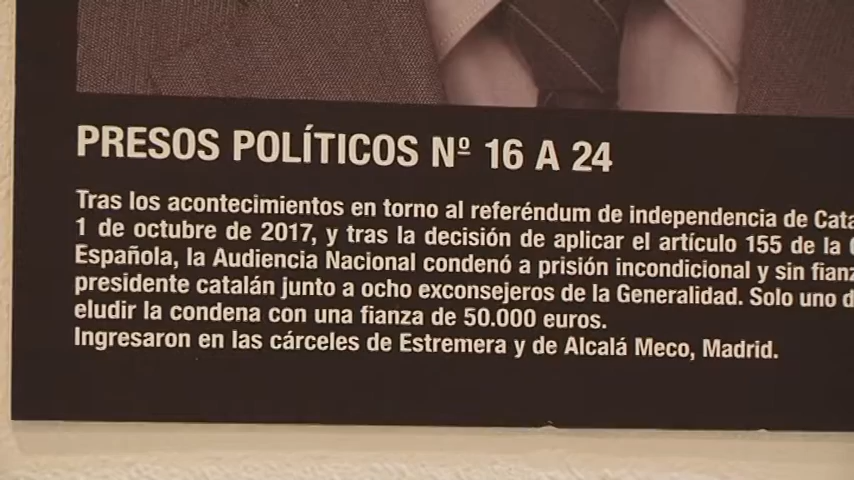 PRESOS POLÍTICOS Nº 16 A 24
Tras los acontecimientos en torno al referéndum de independencia de Cata
1 de octubre de 2017, y tras la decisión de aplicar el artículo 155 de la
Española, la Audiencia Nacional condenó a prisión incondicional y sin fianz
presidente catalán junto a ocho exconsejeros de la Generalidad. Solo uno d
eludir la condena con una fianza de 50.000 euros.
Ingresaron en las cárceles de Estremera y de Alcalá Meco, Madrid.